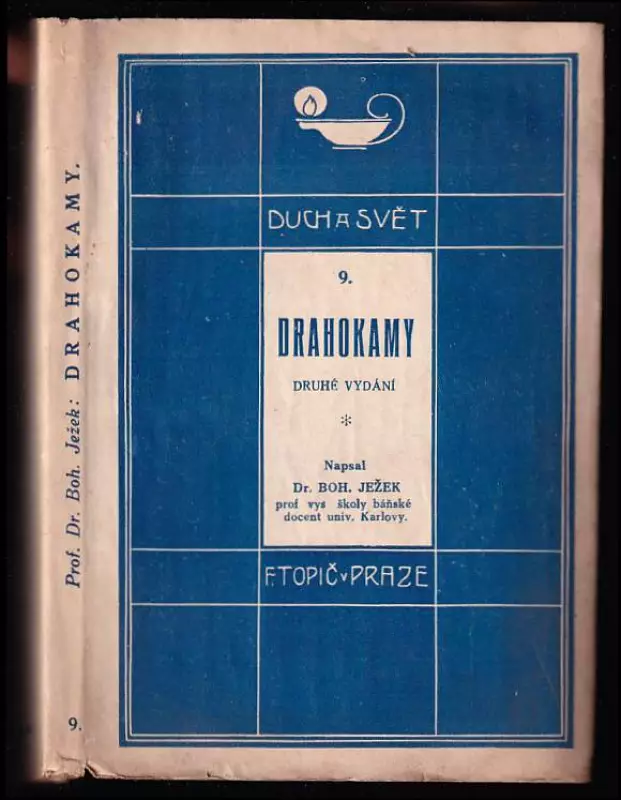 DUCH A SVĚT
9.
DRAHOKAMY
DRUHÉ VYDÁNÍ
*
Napsal
Dr. BOH. JEŽEK
prof vys školy báňské
docent univ. Karlovy.
F. TOPIČ V PRAZE
Prof. Dr. Boh. Ježek: DRAHOKAMY.
9.